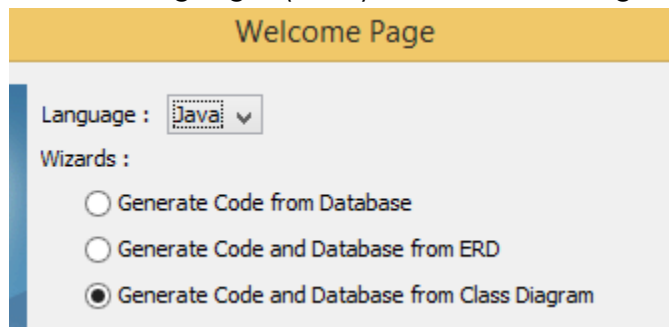 Welcome Page
Language : Java
Wizards :
Generate Code from Database
Generate Code and Database from ERD
Generate Code and Database from Class Diagram